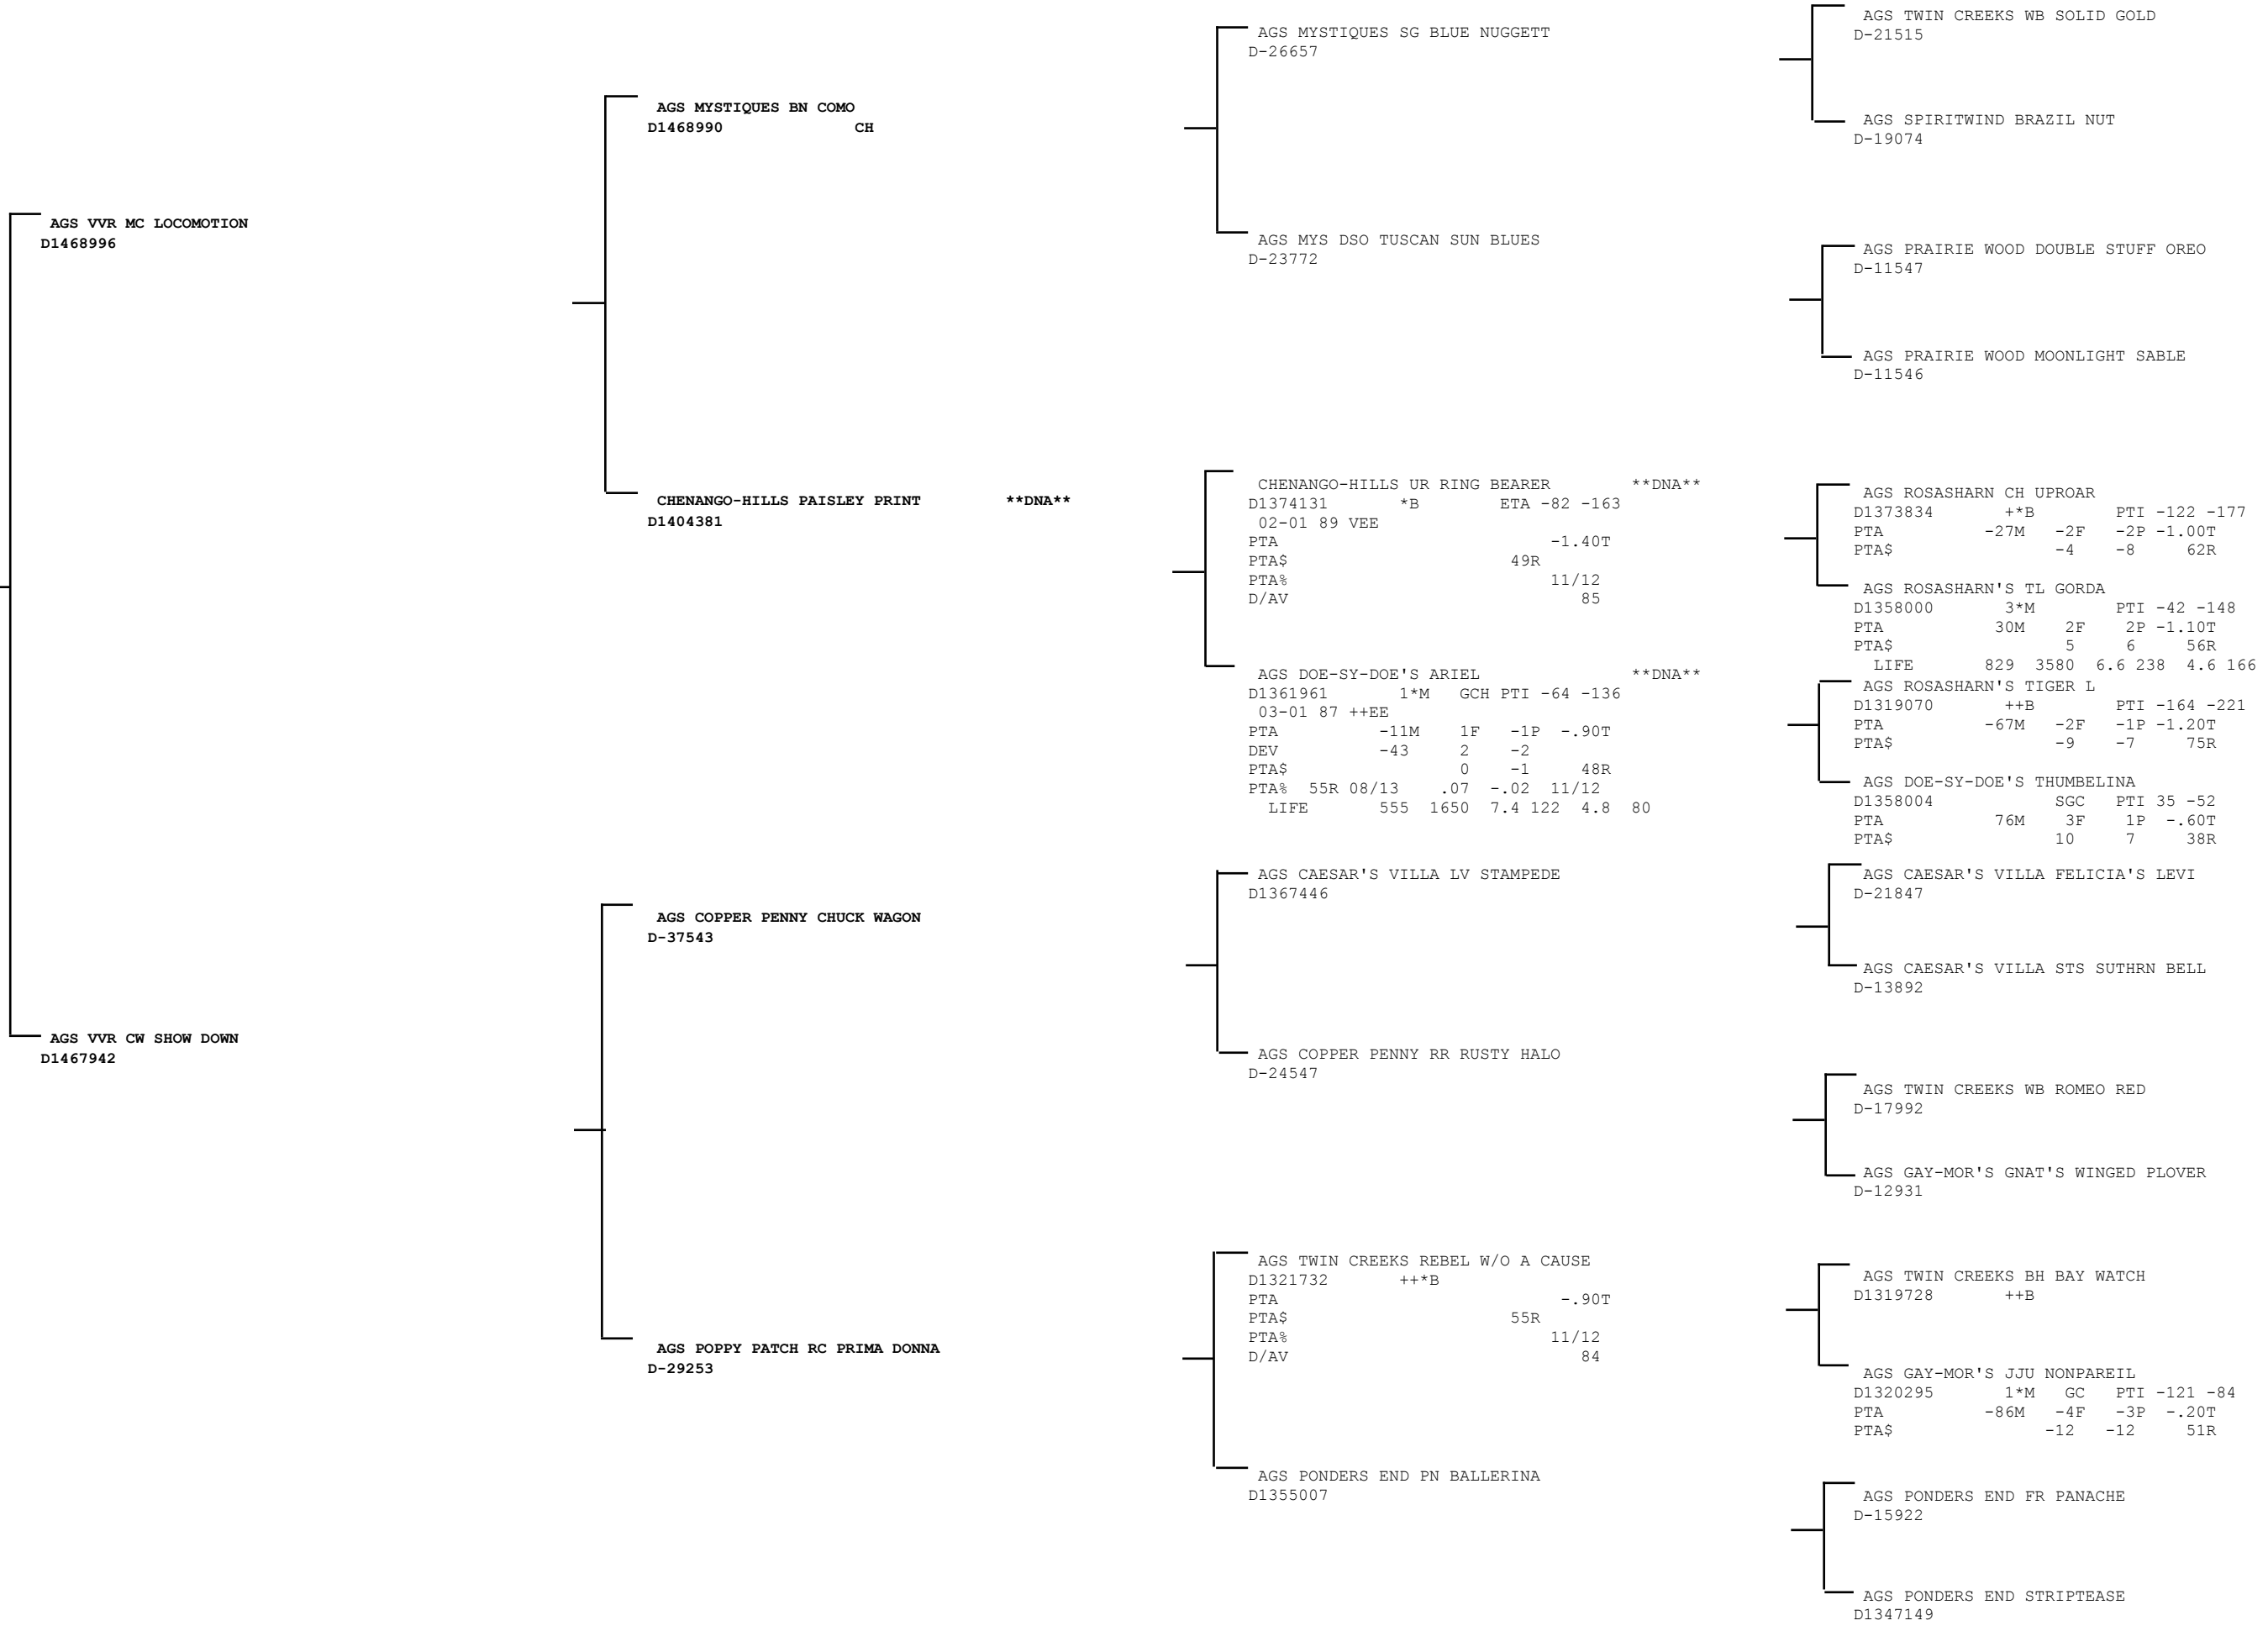 AGS VVR MC LOCOMOTION
D1468996
AGS VVR CW SHOW DOWN
D1467942
AGS MYSTIQUES BN COMO
D1468990 CH
CHENANGO-HILLS PAISLEY PRINT **DNA**
D1404381
AGS COPPER PENNY CHUCK WAGON
D-37543
AGS POPPY PATCH RC PRIMA DONNA
D-29253
AGS MYSTIQUES SG BLUE NUGGETT
D-26657
AGS MYS DSO TUSCAN SUN BLUES
D-23772
CHENANGO-HILLS UR RING BEARER **DNA**
D1374131 *B ETA -82 -163
02-01 89 VEE
PTA -1.40T
PTA$ 49R
PTA% 11/12
D/AV 85
AGS DOE-SY-DOE'S ARIEL **DNA**
D1361961 1*M GCH PTI -64 -136
03-01 87 ++EE
PTA -11M 1F -1P -.90T
DEV -43 2 -2
PTA$ 0 -1 48R
PTA% 55R 08/13 .07 -.02 11/12
LIFE 555 1650 7.4 122 4.8 80
AGS CAESAR'S VILLA LV STAMPEDE
D1367446
AGS COPPER PENNY RR RUSTY HALO
D-24547
AGS TWIN CREEKS REBEL W/O A CAUSE
D1321732 ++*B
PTA -.90T
PTA$ 55R
PTA% 11/12
D/AV 84
AGS PONDERS END PN BALLERINA
D1355007
AGS TWIN CREEKS WB SOLID GOLD
D-21515
AGS SPIRITWIND BRAZIL NUT
D-19074
AGS PRAIRIE WOOD DOUBLE STUFF OREO
D-11547
AGS PRAIRIE WOOD MOONLIGHT SABLE
D-11546
AGS ROSASHARN CH UPROAR
D1373834 +*B PTI -122 -177
PTA -27M -2F -2P -1.00T
PTA$ -4 -8 62R
AGS ROSASHARN'S TL GORDA
D1358000 3*M PTI -42 -148
PTA 30M 2F 2P -1.10T
PTA$ 5 6 56R
LIFE 829 3580 6.6 238 4.6 166
AGS ROSASHARN'S TIGER L
D1319070 ++B PTI -164 -221
PTA -67M -2F -1P -1.20T
PTA$ -9 -7 75R
AGS DOE-SY-DOE'S THUMBELINA
D1358004 SGC PTI 35 -52
PTA 76M 3F 1P -.60T
PTA$ 10 7 38R
AGS CAESAR'S VILLA FELICIA'S LEVI
D-21847
AGS CAESAR'S VILLA STS SUTHRN BELL
D-13892
AGS TWIN CREEKS WB ROMEO RED
D-17992
AGS GAY-MOR'S GNAT'S WINGED PLOVER
D-12931
AGS TWIN CREEKS BH BAY WATCH
D1319728 ++B
AGS GAY-MOR'S JJU NONPAREIL
D1320295 1*M GC PTI -121 -84
PTA -86M -4F -3P -.20T
PTA$ -12 -12 51R
AGS PONDERS END FR PANACHE
D-15922
AGS PONDERS END STRIPTEASE
D1347149